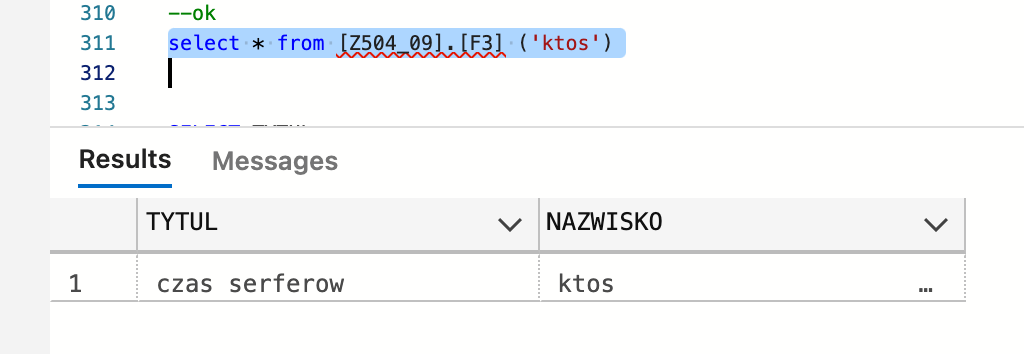 310 --ok
311 select * from [Z504_09].[F3] ('ktos')
312
313
Results Messages
TYTUL NAZWISKO
1 czas serferow ktos …